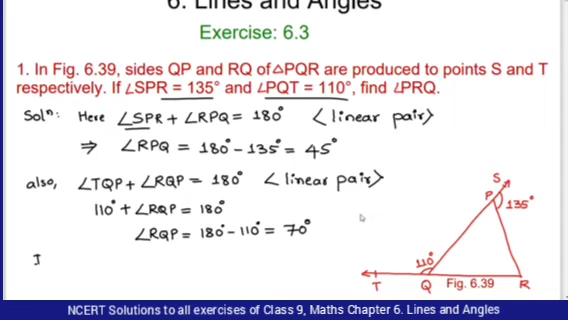 6. Lines and Angles
Exercise: 6.3
1. In Fig. 6.39, sides QP and RQ of △PQR are produced to points S and T
respectively. If ∠SPR = 135° and ∠PQT = 110°, find ∠PRQ.
Solⁿ: Here ∠SPR + ∠RPQ = 180° <linear pair>
⇒ ∠RPQ = 180° - 135° = 45°
also, ∠TQP + ∠RQP = 180° <linear pair>
110° + ∠RQP = 180°
∠RQP = 180° - 110° = 70°
I
S
P
135°
110°
T Q Fig. 6.39 R
NCERT Solutions to all exercises of Class 9, Maths Chapter 6. Lines and Angles